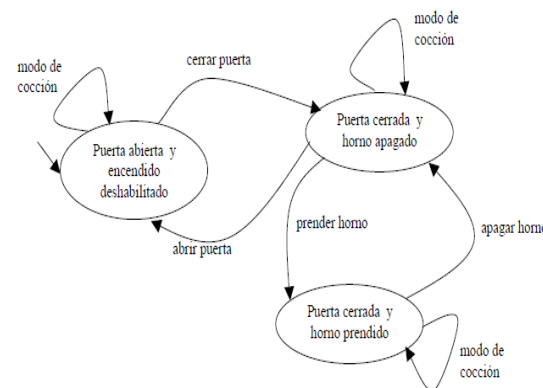 modo de
cocción
cerrar puerta
modo de
cocción
Puerta abierta y
encendido
deshabilitado
Puerta cerrada y
horno apagado
abrir puerta
prender horno
apagar horno
Puerta cerrada y
horno prendido
modo de
cocción